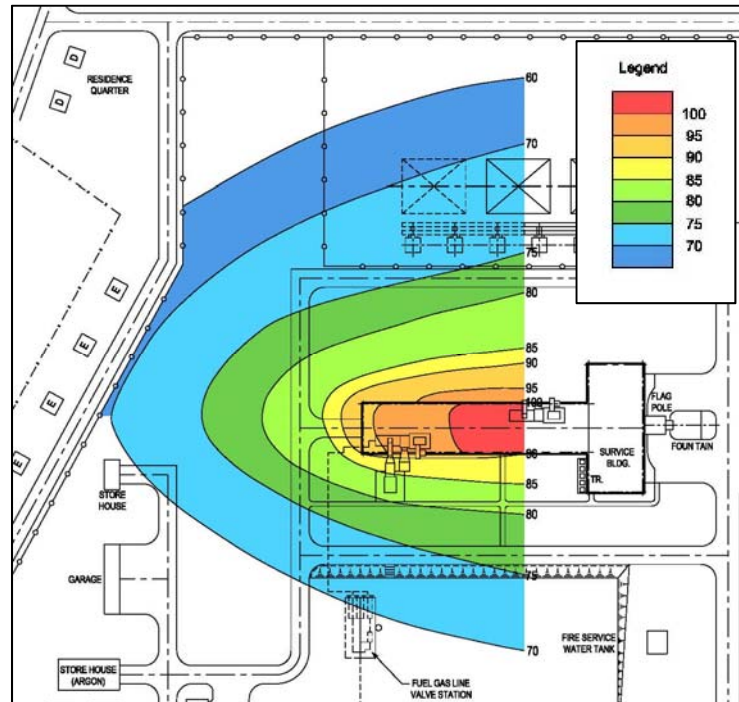 Legend
100
95
90
85
80
75
70
RESIDENCE
QUARTER
D
D
E
E
E
E
60
70
75
80
85
90
95
100
90
85
80
75
70
FLAG
POLE
FOUN TAIN
SURVICE
BLDG.
TR.
STORE
HOUSE
GARAGE
STORE HOUSE
(ARGON)
FUEL GAS LINE
VALVE STATION
FIRE SERVICE
WATER TANK